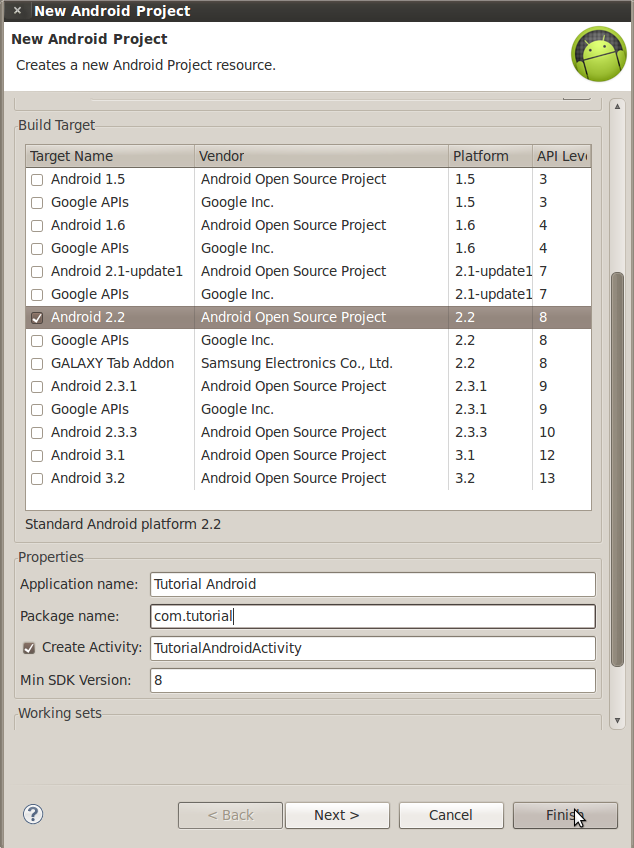 New Android Project
New Android Project
Creates a new Android Project resource.
Build Target
Target Name Vendor Platform API Leve
Android 1.5 Android Open Source Project 1.5 3
Google APIs Google Inc. 1.5 3
Android 1.6 Android Open Source Project 1.6 4
Google APIs Google Inc. 1.6 4
Android 2.1-update1 Android Open Source Project 2.1-update1 7
Google APIs Google Inc. 2.1-update1 7
Android 2.2 Android Open Source Project 2.2 8
Google APIs Google Inc. 2.2 8
GALAXY Tab Addon Samsung Electronics Co., Ltd. 2.2 8
Android 2.3.1 Android Open Source Project 2.3.1 9
Google APIs Google Inc. 2.3.1 9
Android 2.3.3 Android Open Source Project 2.3.3 10
Android 3.1 Android Open Source Project 3.1 12
Android 3.2 Android Open Source Project 3.2 13
Standard Android platform 2.2
Properties
Application name: Tutorial Android
Package name: com.tutorial
Create Activity: TutorialAndroidActivity
Min SDK Version: 8
Working sets
? < Back Next > Cancel Finish